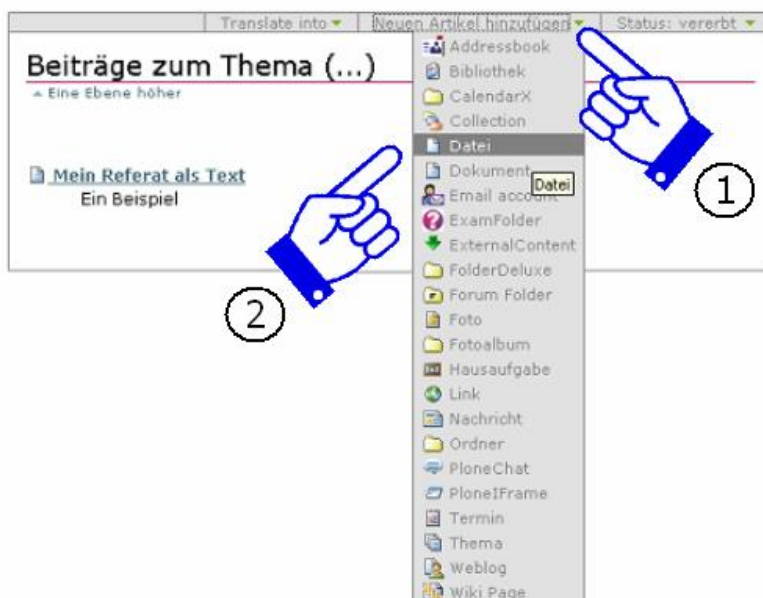 Translate into
Neuen Artikel hinzufügen
Status: vererbt
Beiträge zum Thema (...)
Eine Ebene höher
Mein Referat als Text
Ein Beispiel
Addressbook
Bibliothek
CalendarX
Collection
Datei
Dokument
Datei
Email account
ExamFolder
ExternalContent
FolderDeluxe
Forum Folder
Foto
Fotoalbum
Hausaufgabe
Link
Nachricht
Ordner
PloneChat
PloneIFrame
Termin
Thema
Weblog
Wiki Page
1
2